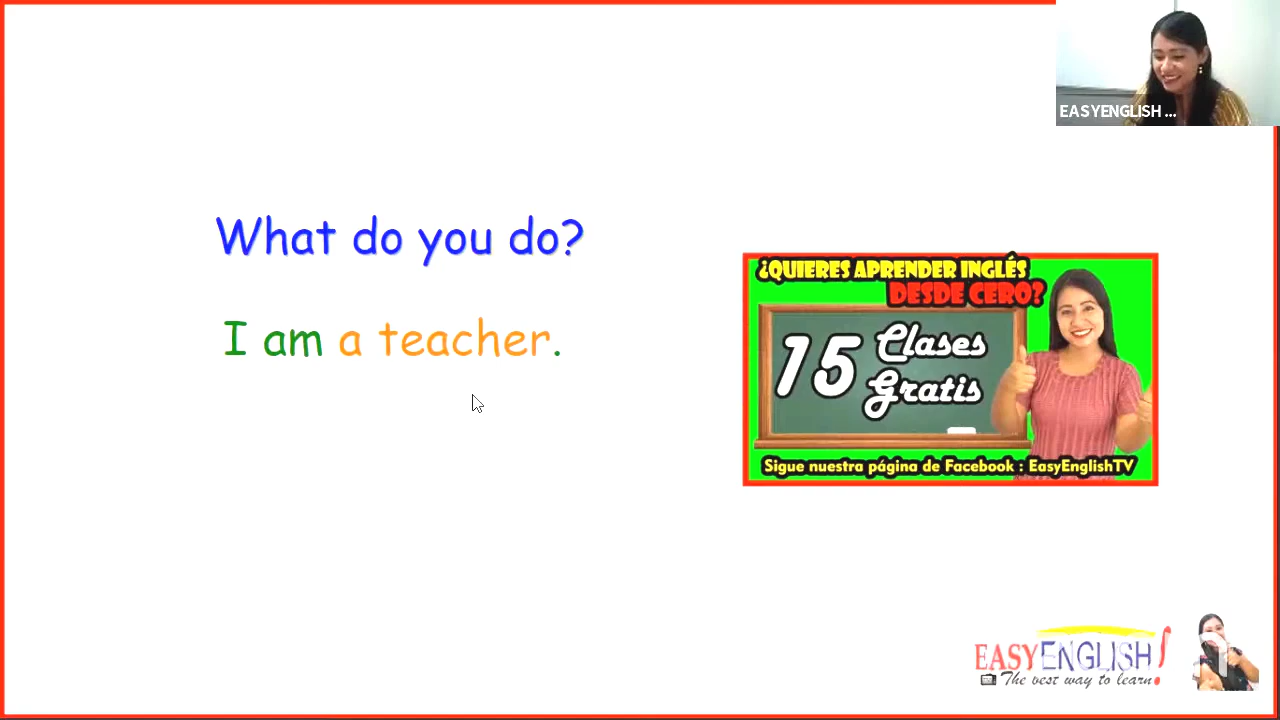 EASYENGLISH ...
What do you do?
I am a teacher.
¿QUIERES APRENDER INGLÉS
DESDE CERO?
15 Clases
Gratis
Sigue nuestra página de Facebook : EasyEnglishTV
EASYENGLISH!
The best way to learn!